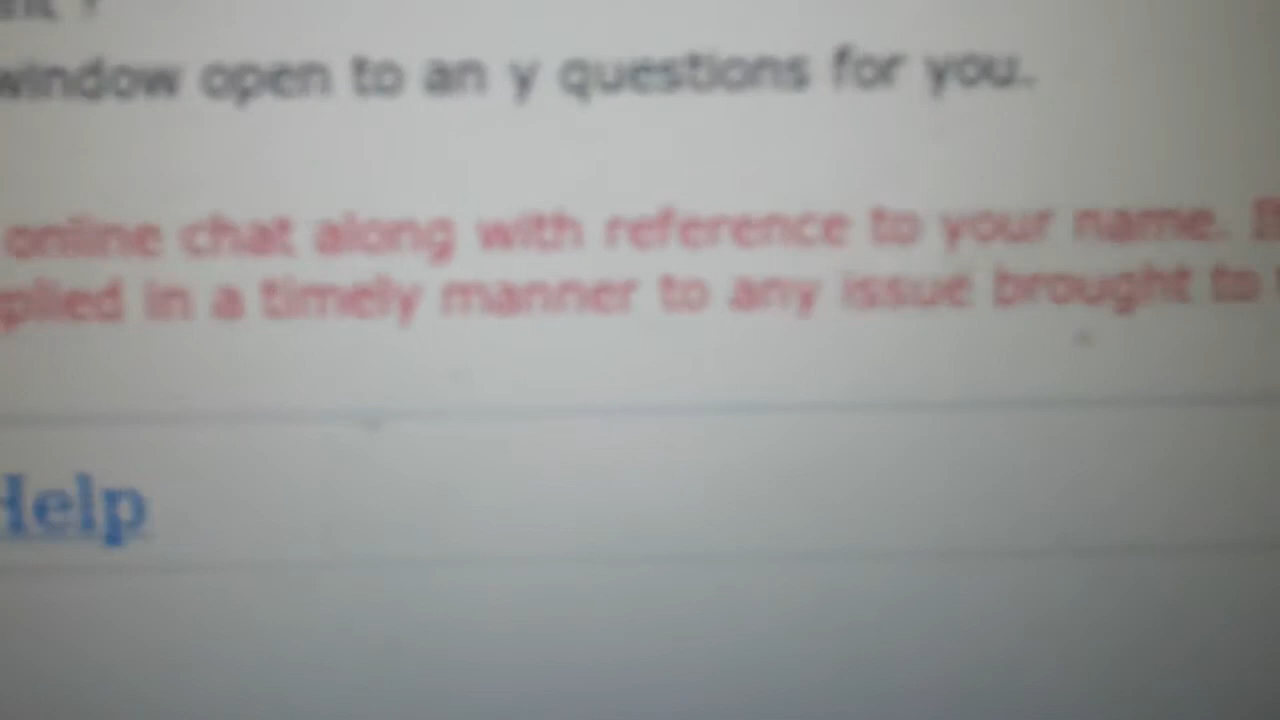 window open to an y questions for you.
online chat along with reference to your name.
plied in a timely manner to any issue brought to
Help